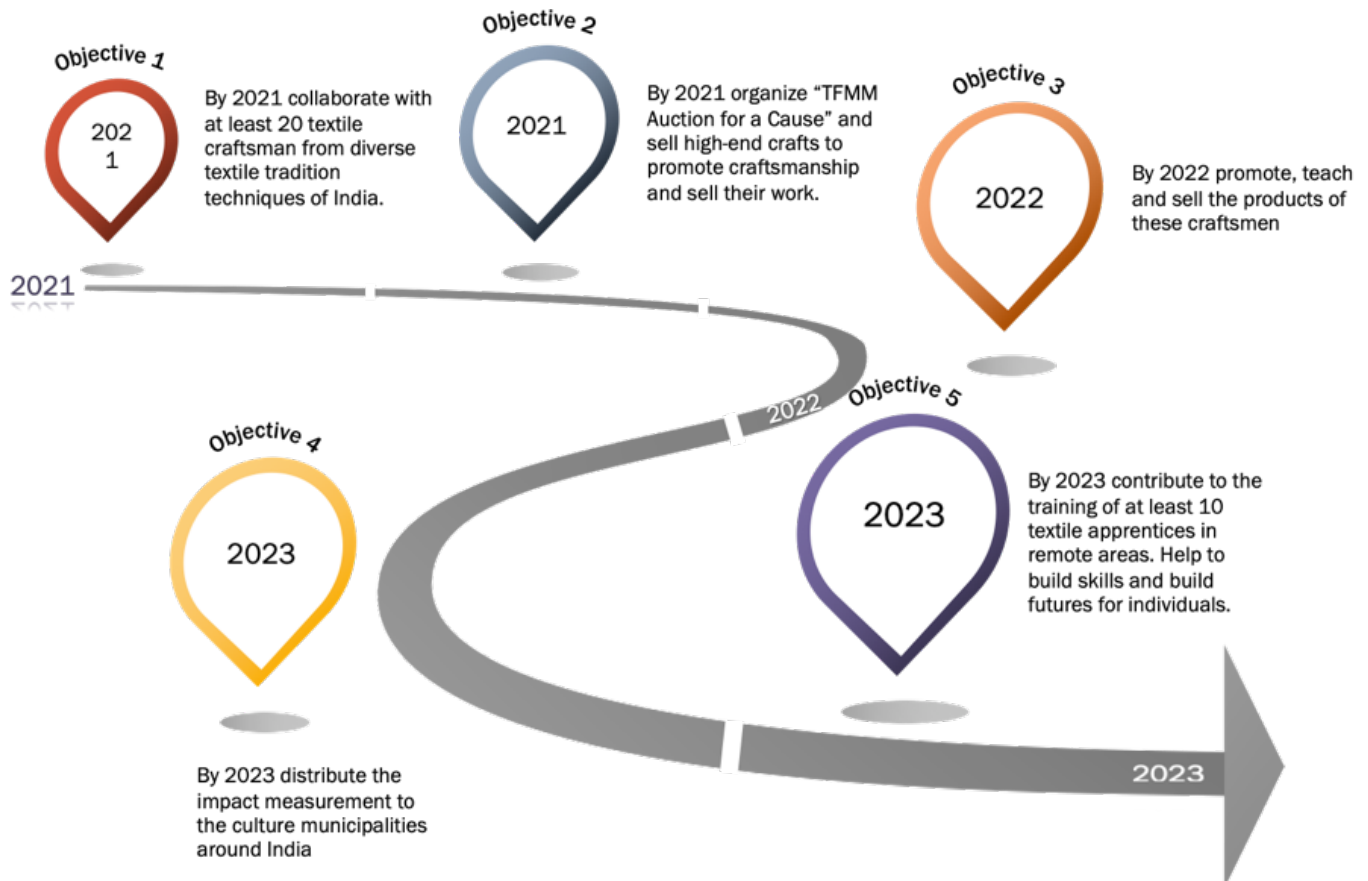 Objective 1
202
1
By 2021 collaborate with
at least 20 textile
craftsman from diverse
textile tradition
techniques of India.
Objective 2
2021
By 2021 organize “TFMM
Auction for a Cause” and
sell high-end crafts to
promote craftsmanship
and sell their work.
Objective 3
2022
By 2022 promote, teach
and sell the products of
these craftsmen
2021
2022
Objective 4
2023
By 2023 distribute the
impact measurement to
the culture municipalities
around India
Objective 5
2023
By 2023 contribute to the
training of at least 10
textile apprentices in
remote areas. Help to
build skills and build
futures for individuals.
2023